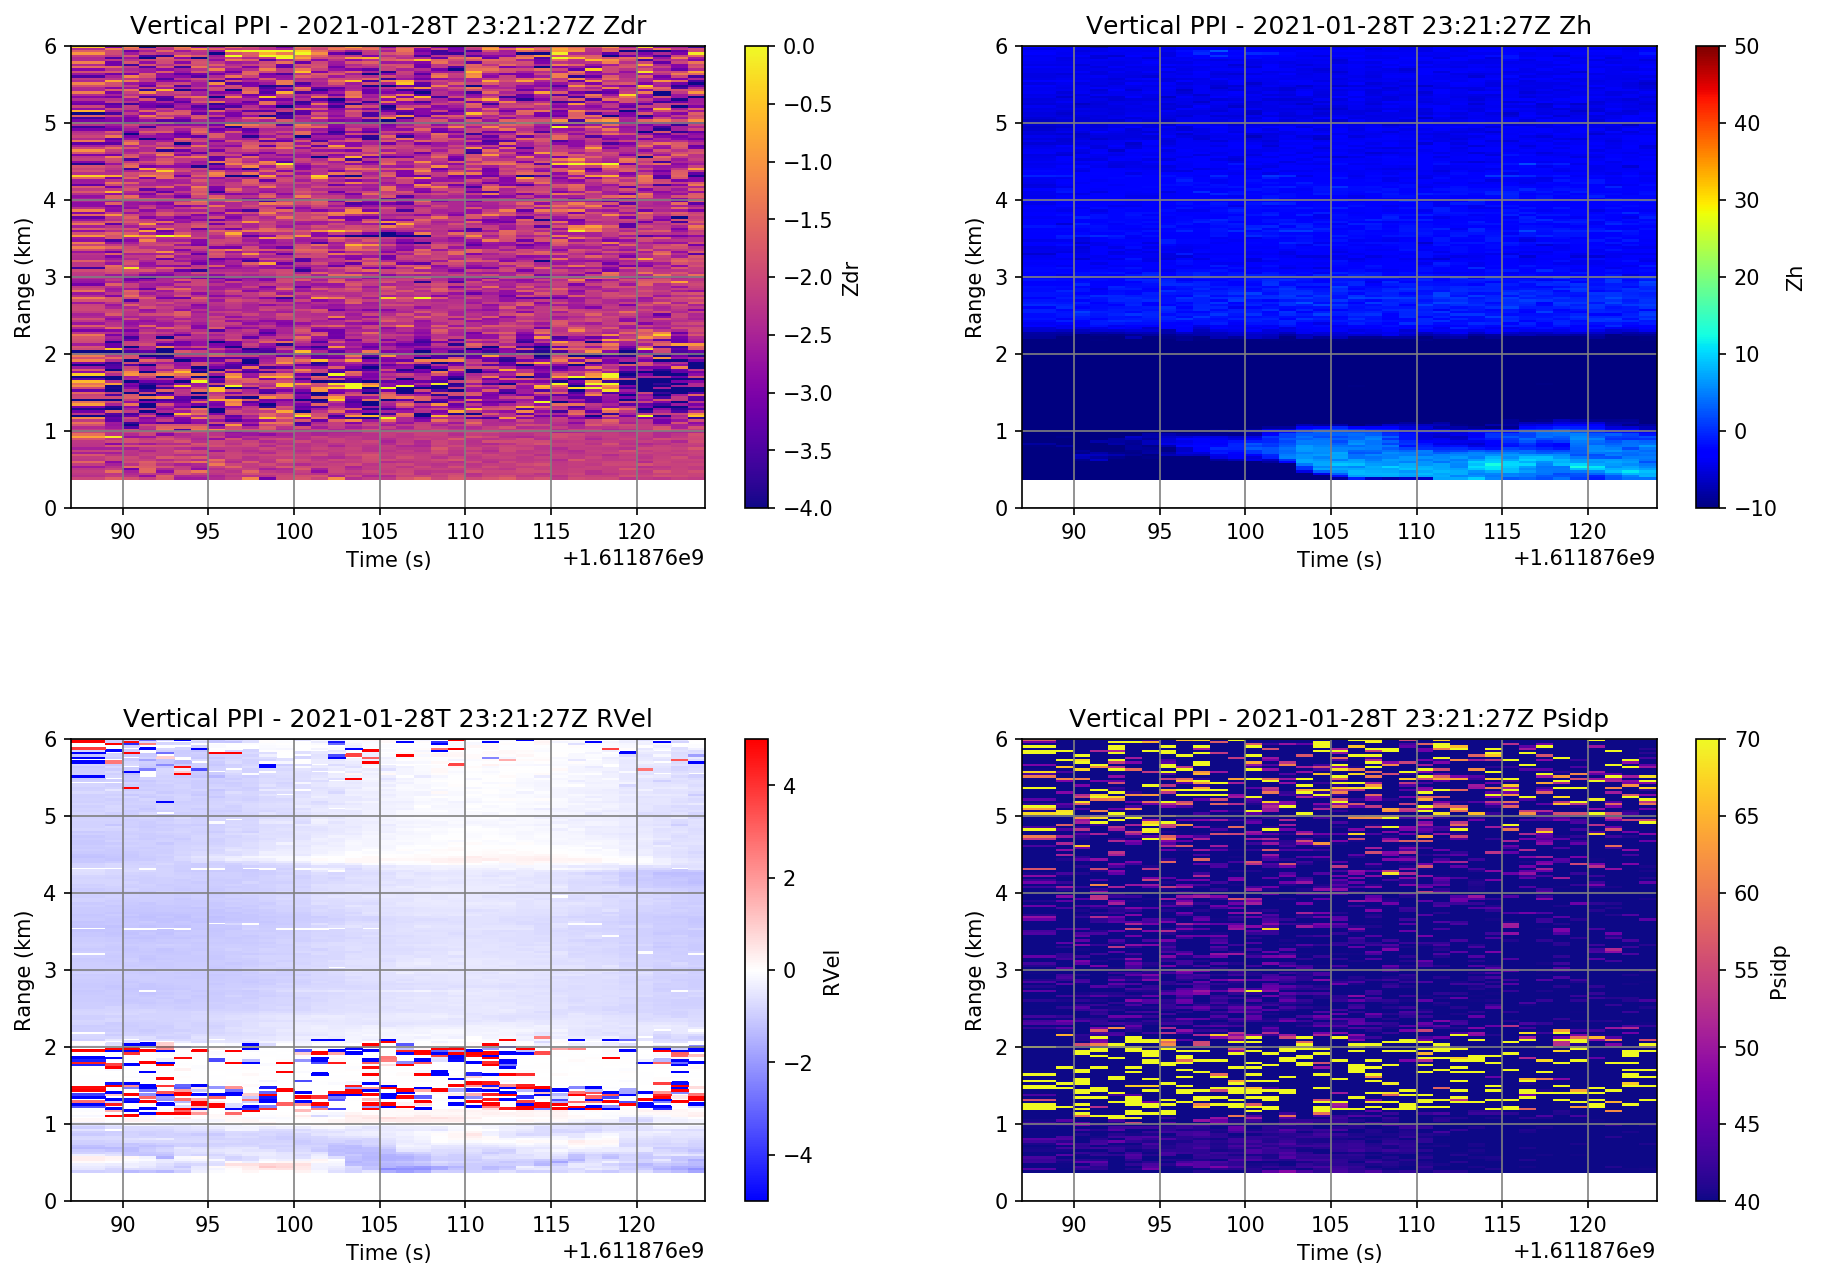 Vertical PPI - 2021-01-28T 23:21:27Z Zdr
6
5
4
3
2
1
0
Range (km)
90 95 100 105 110 115 120
Time (s)
+1.611876e9
0.0
−0.5
−1.0
−1.5
−2.0
−2.5
−3.0
−3.5
−4.0
Zdr
Vertical PPI - 2021-01-28T 23:21:27Z Zh
6
5
4
3
2
1
0
Range (km)
90 95 100 105 110 115 120
Time (s)
+1.611876e9
50
40
30
20
10
0
−10
Zh
Vertical PPI - 2021-01-28T 23:21:27Z RVel
6
5
4
3
2
1
0
Range (km)
90 95 100 105 110 115 120
Time (s)
+1.611876e9
4
2
0
−2
−4
RVel
Vertical PPI - 2021-01-28T 23:21:27Z Psidp
6
5
4
3
2
1
0
Range (km)
90 95 100 105 110 115 120
Time (s)
+1.611876e9
70
65
60
55
50
45
40
Psidp